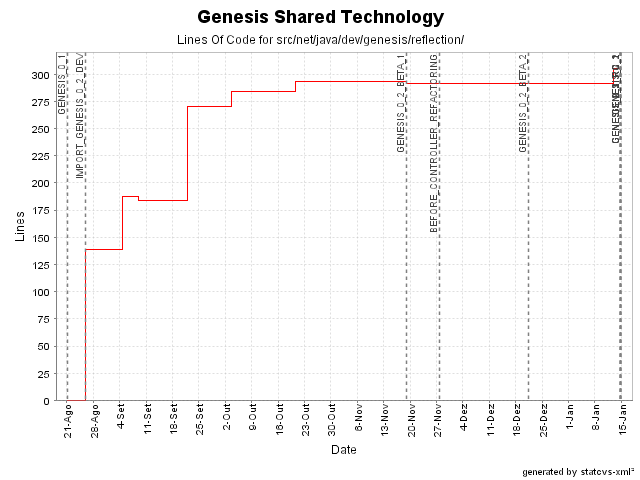 Genesis Shared Technology
Lines Of Code for src/net/java/dev/genesis/reflection/
GENESIS_0_1
IMPORT_GENESIS_0_2_DEV
GENESIS_0_2_BETA_1
BEFORE_CONTROLLER_REFACTORING
GENESIS_0_2_BETA_2
300
275
250
225
200
175
150
125
100
75
50
25
0
Lines
21-Ago
28-Ago
4-Set
11-Set
18-Set
25-Set
2-Out
9-Out
16-Out
23-Out
30-Out
6-Nov
13-Nov
20-Nov
27-Nov
4-Dez
11-Dez
18-Dez
25-Dez
1-Jan
8-Jan
15-Jan
Date
generated by statcvs-xml²